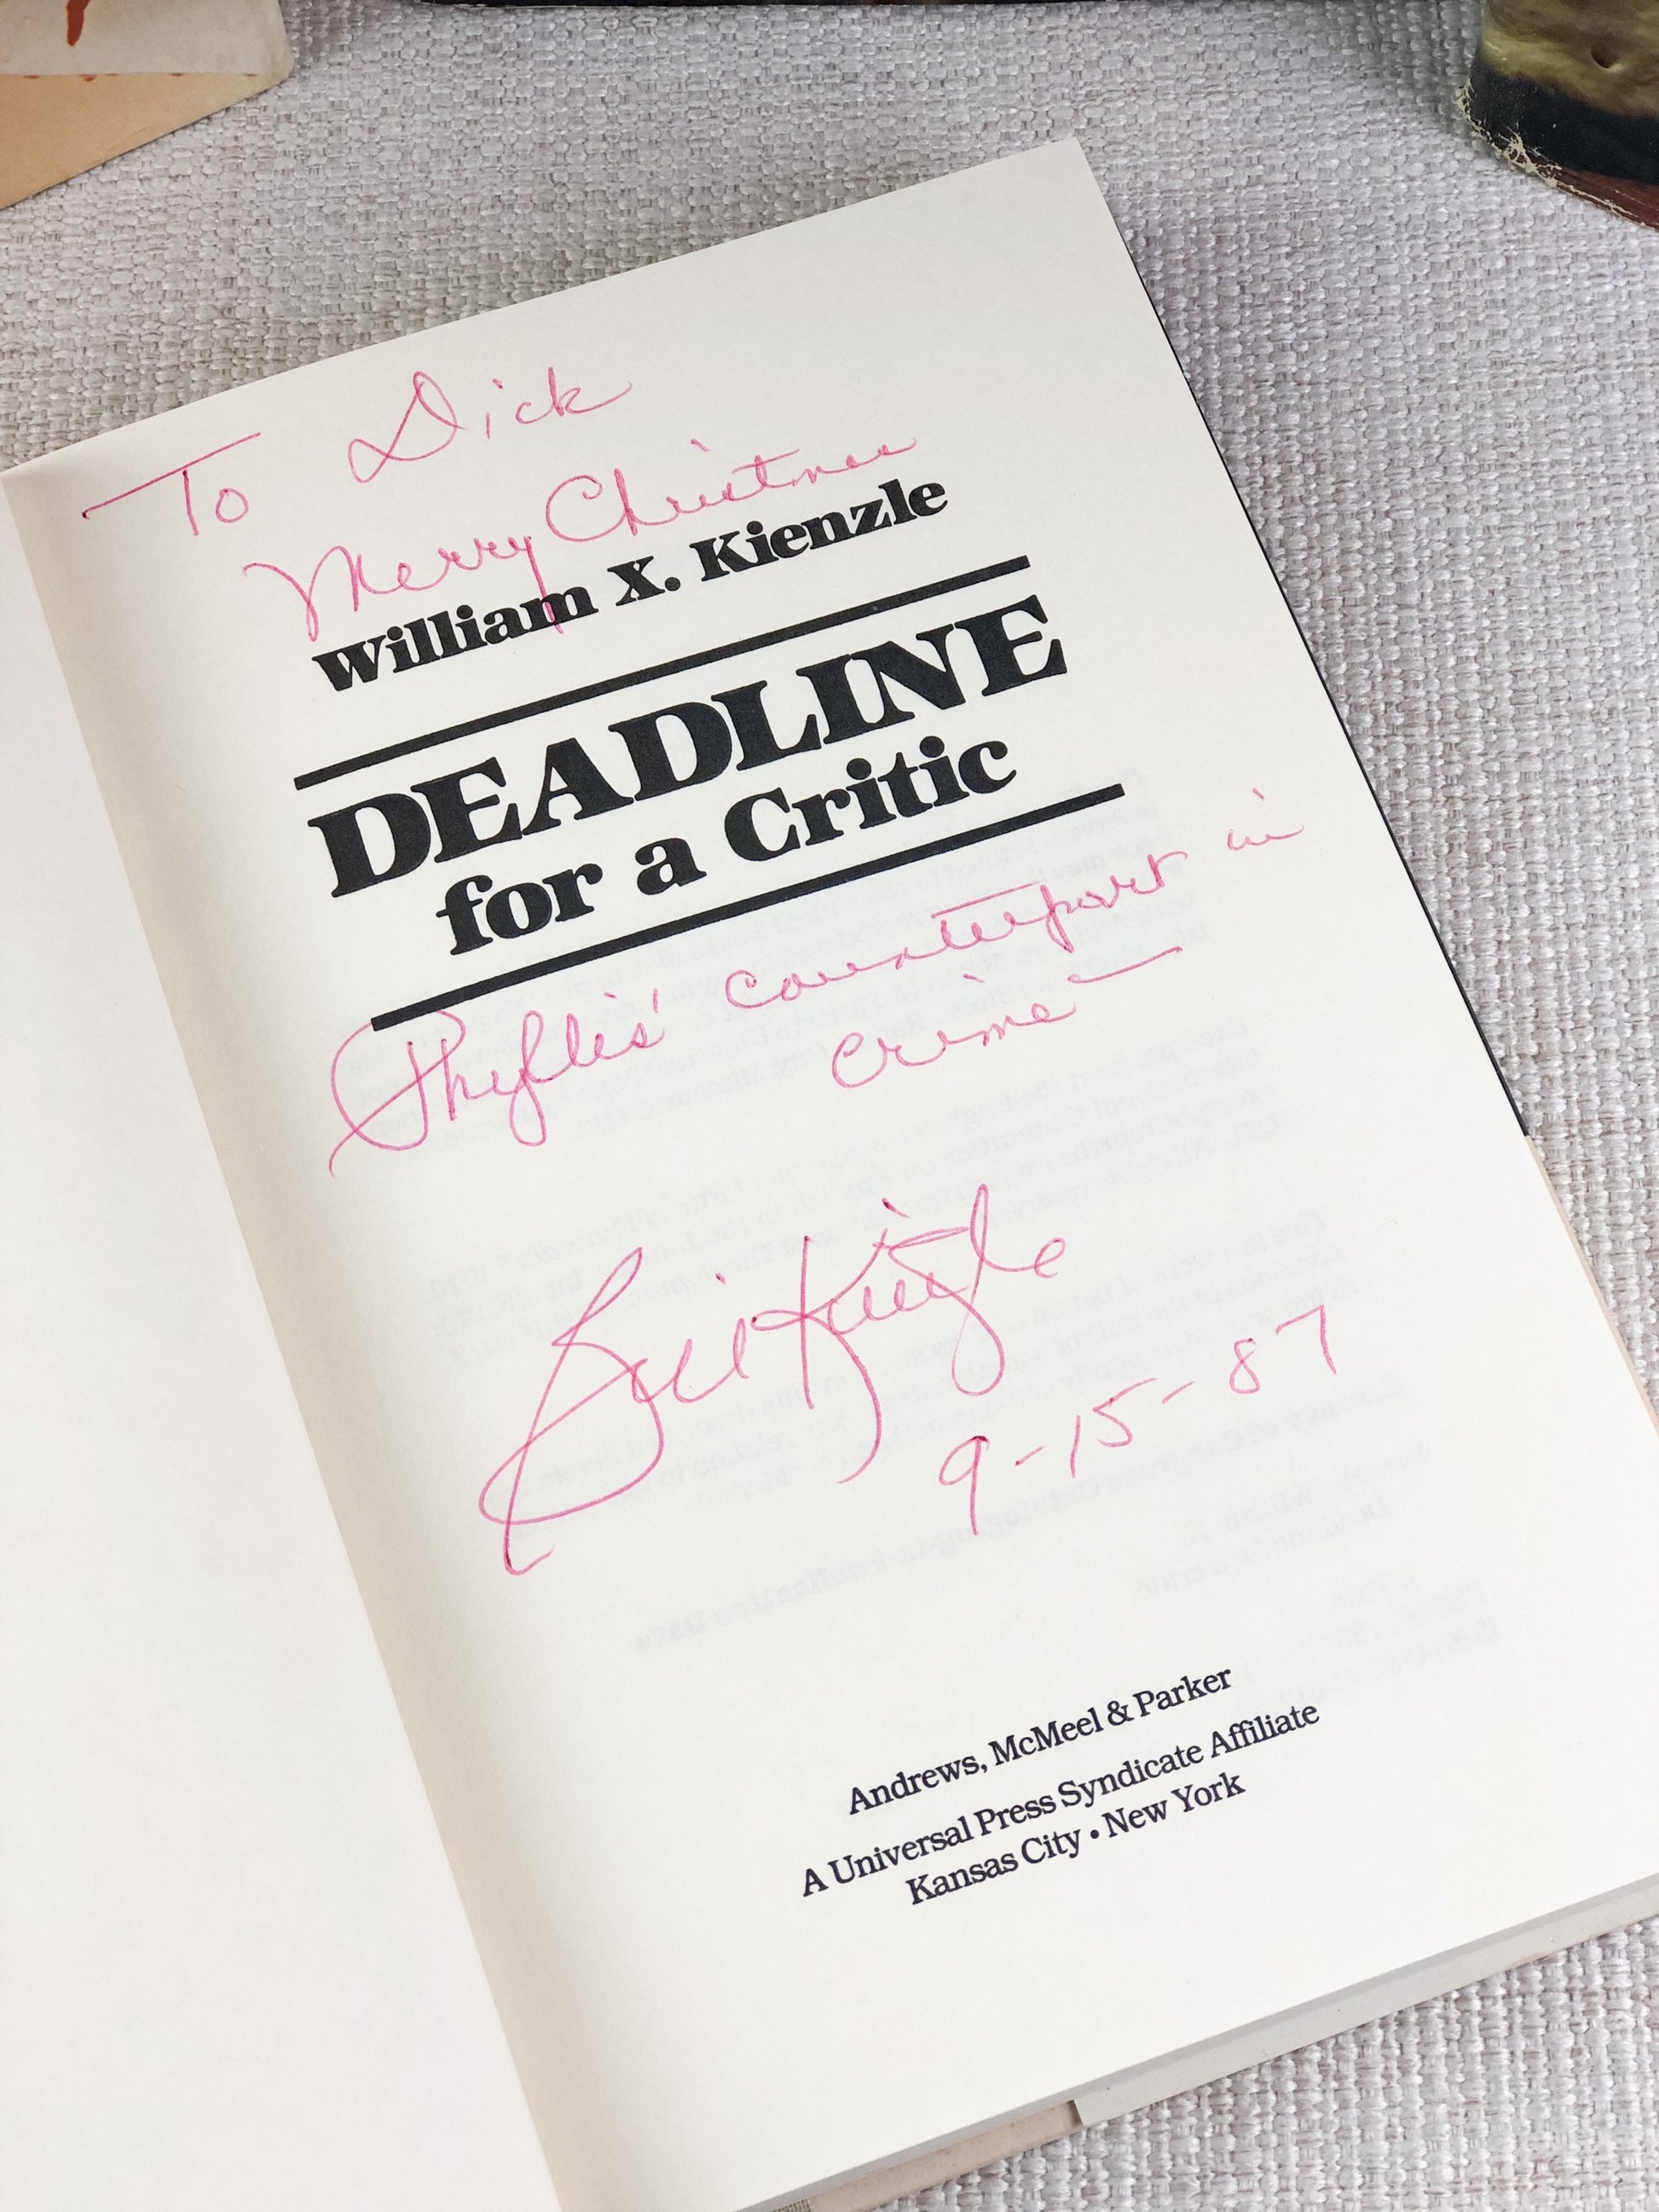 To Dick
Merry Christmas
William X. Kienzle
DEADLINE
for a Critic
Phyllis' counterpart in
crime—
Bill Kienzle
9-15-87
Andrews, McMeel & Parker
A Universal Press Syndicate Affiliate
Kansas City • New York